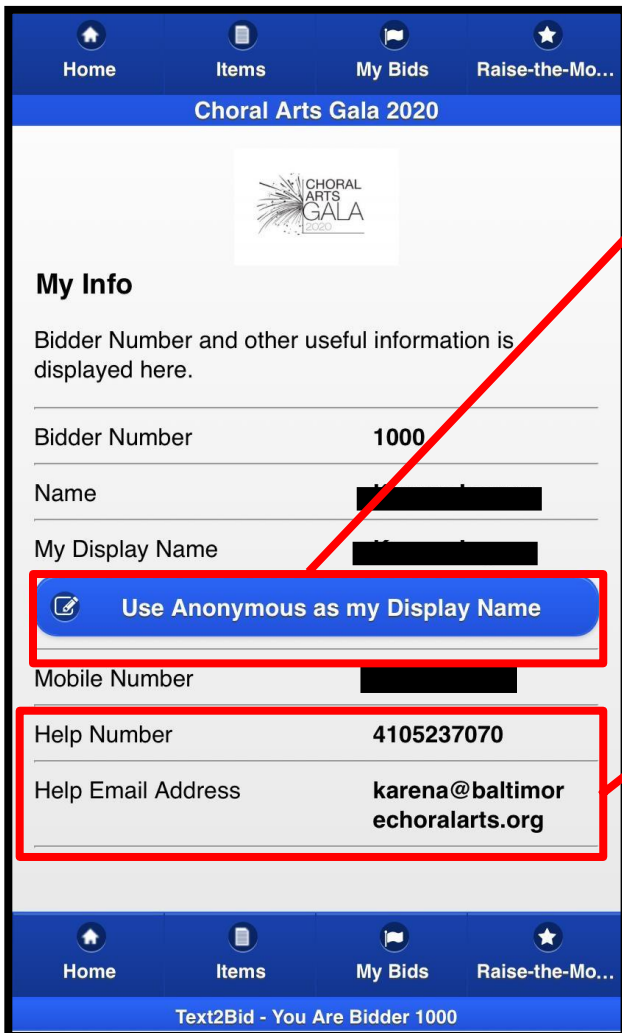 Home Items My Bids Raise-the-Mo...
Choral Arts Gala 2020
CHORAL
ARTS
GALA
2020
My Info
Bidder Number and other useful information is
displayed here.
Bidder Number 1000
Name
My Display Name
Use Anonymous as my Display Name
Mobile Number
Help Number 4105237070
Help Email Address karena@baltimor
echoralarts.org
Home Items My Bids Raise-the-Mo...
Text2Bid - You Are Bidder 1000